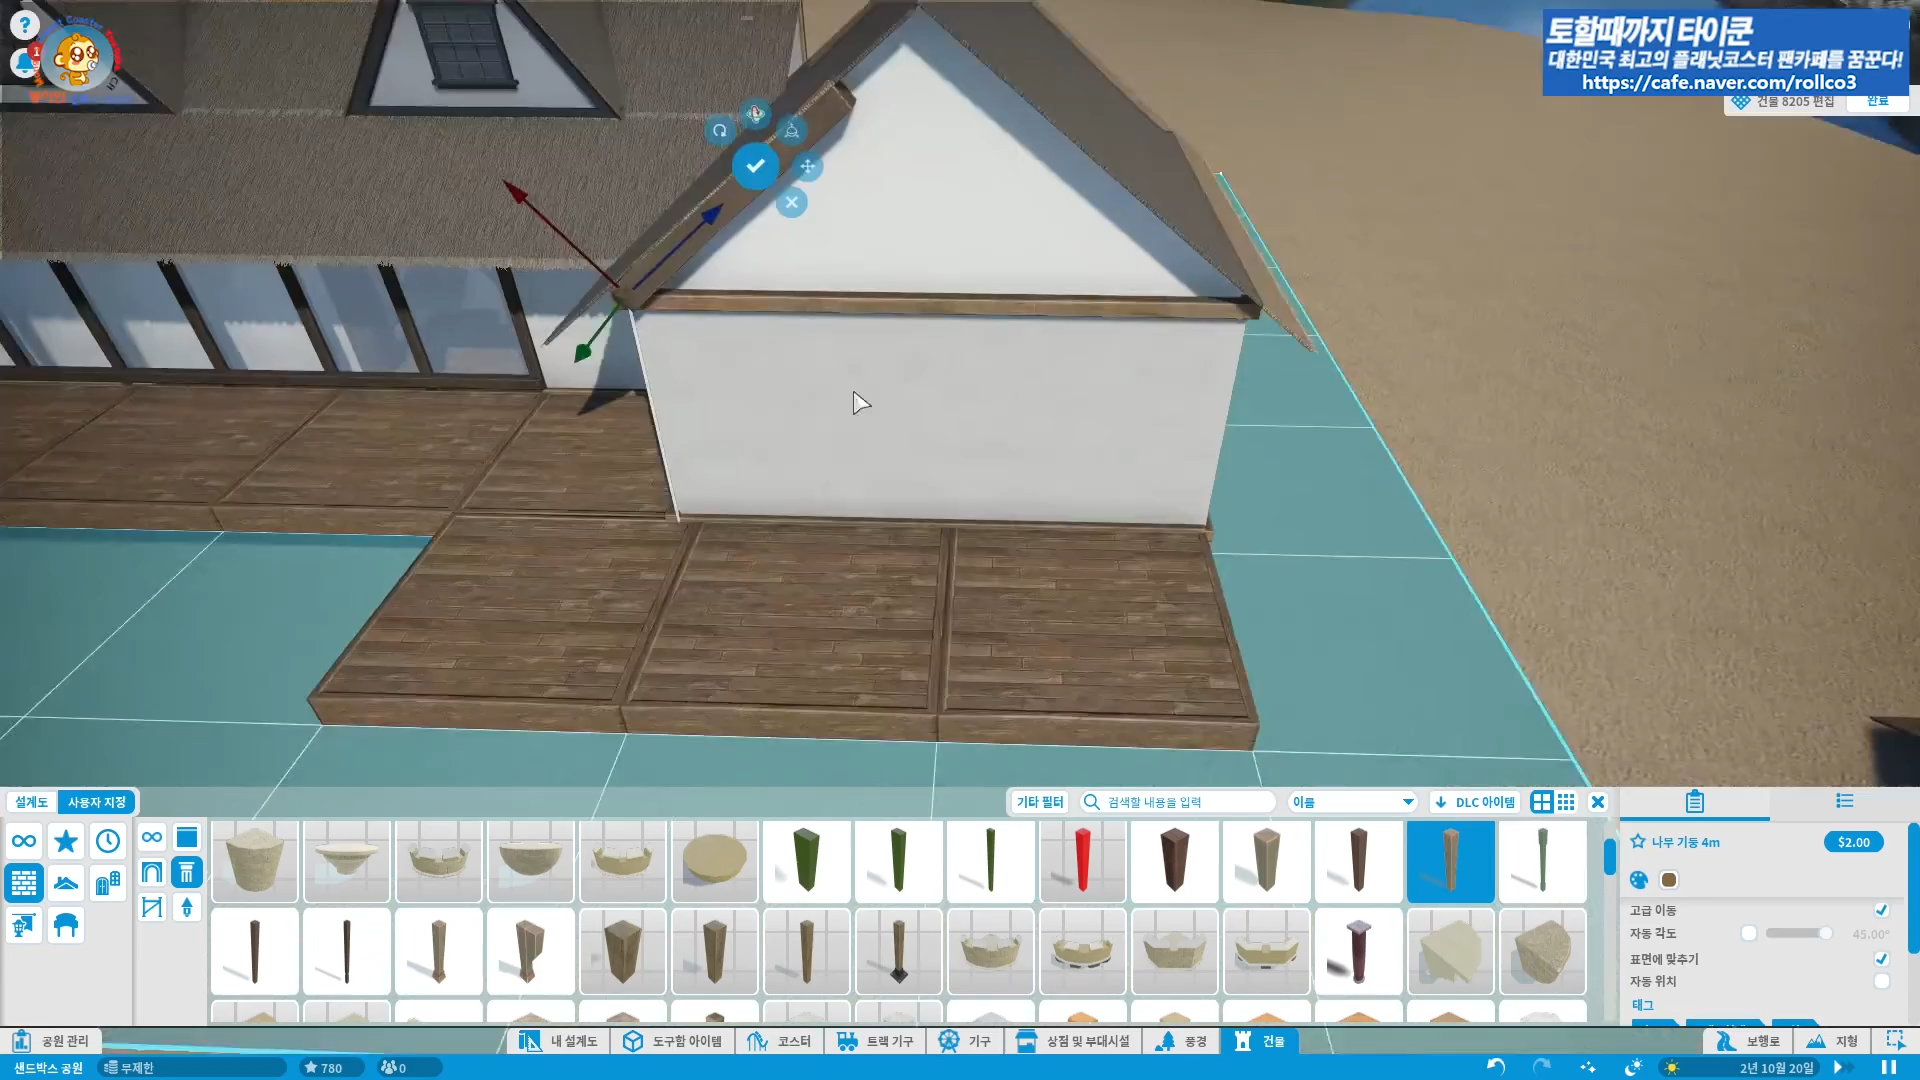 ?
1
토할때까지 타이쿤
대한민국 최고의 플래닛코스터 팬카페를 꿈꾼다!
https://cafe.naver.com/rollco3
건물 8205 편집
완료
설계도
사용자 지정
기타 필터
검색할 내용을 입력
이름
DLC 아이템
나무 기둥 4m
$2.00
고급 이동
자동 각도
45.00°
표면에 맞추기
자동 위치
태그
공원 관리
내 설계도
도구함 아이템
코스터
트랙 기구
기구
상점 및 부대시설
풍경
건물
보행로
지형
샌드박스 공원
무제한
780
0
2년 10월 20일